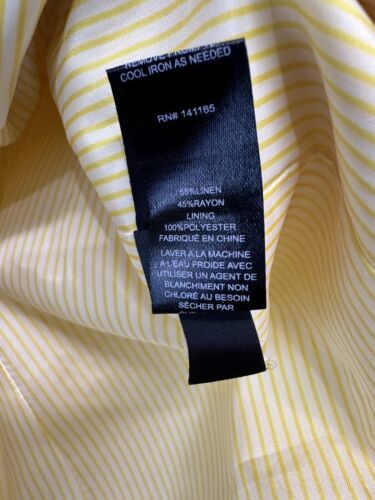 COOL IRON AS NEEDED
RN# 141165
55%LINEN
45%RAYON
LINING
100%POLYESTER
FABRIQUÉ EN CHINE
LAVER A LA MACHINE
A L'EAU FROIDE AVEC
UTILISER UN AGENT DE
BLANCHIMENT NON
CHLORÉ AU BESOIN
SÉCHER PAR